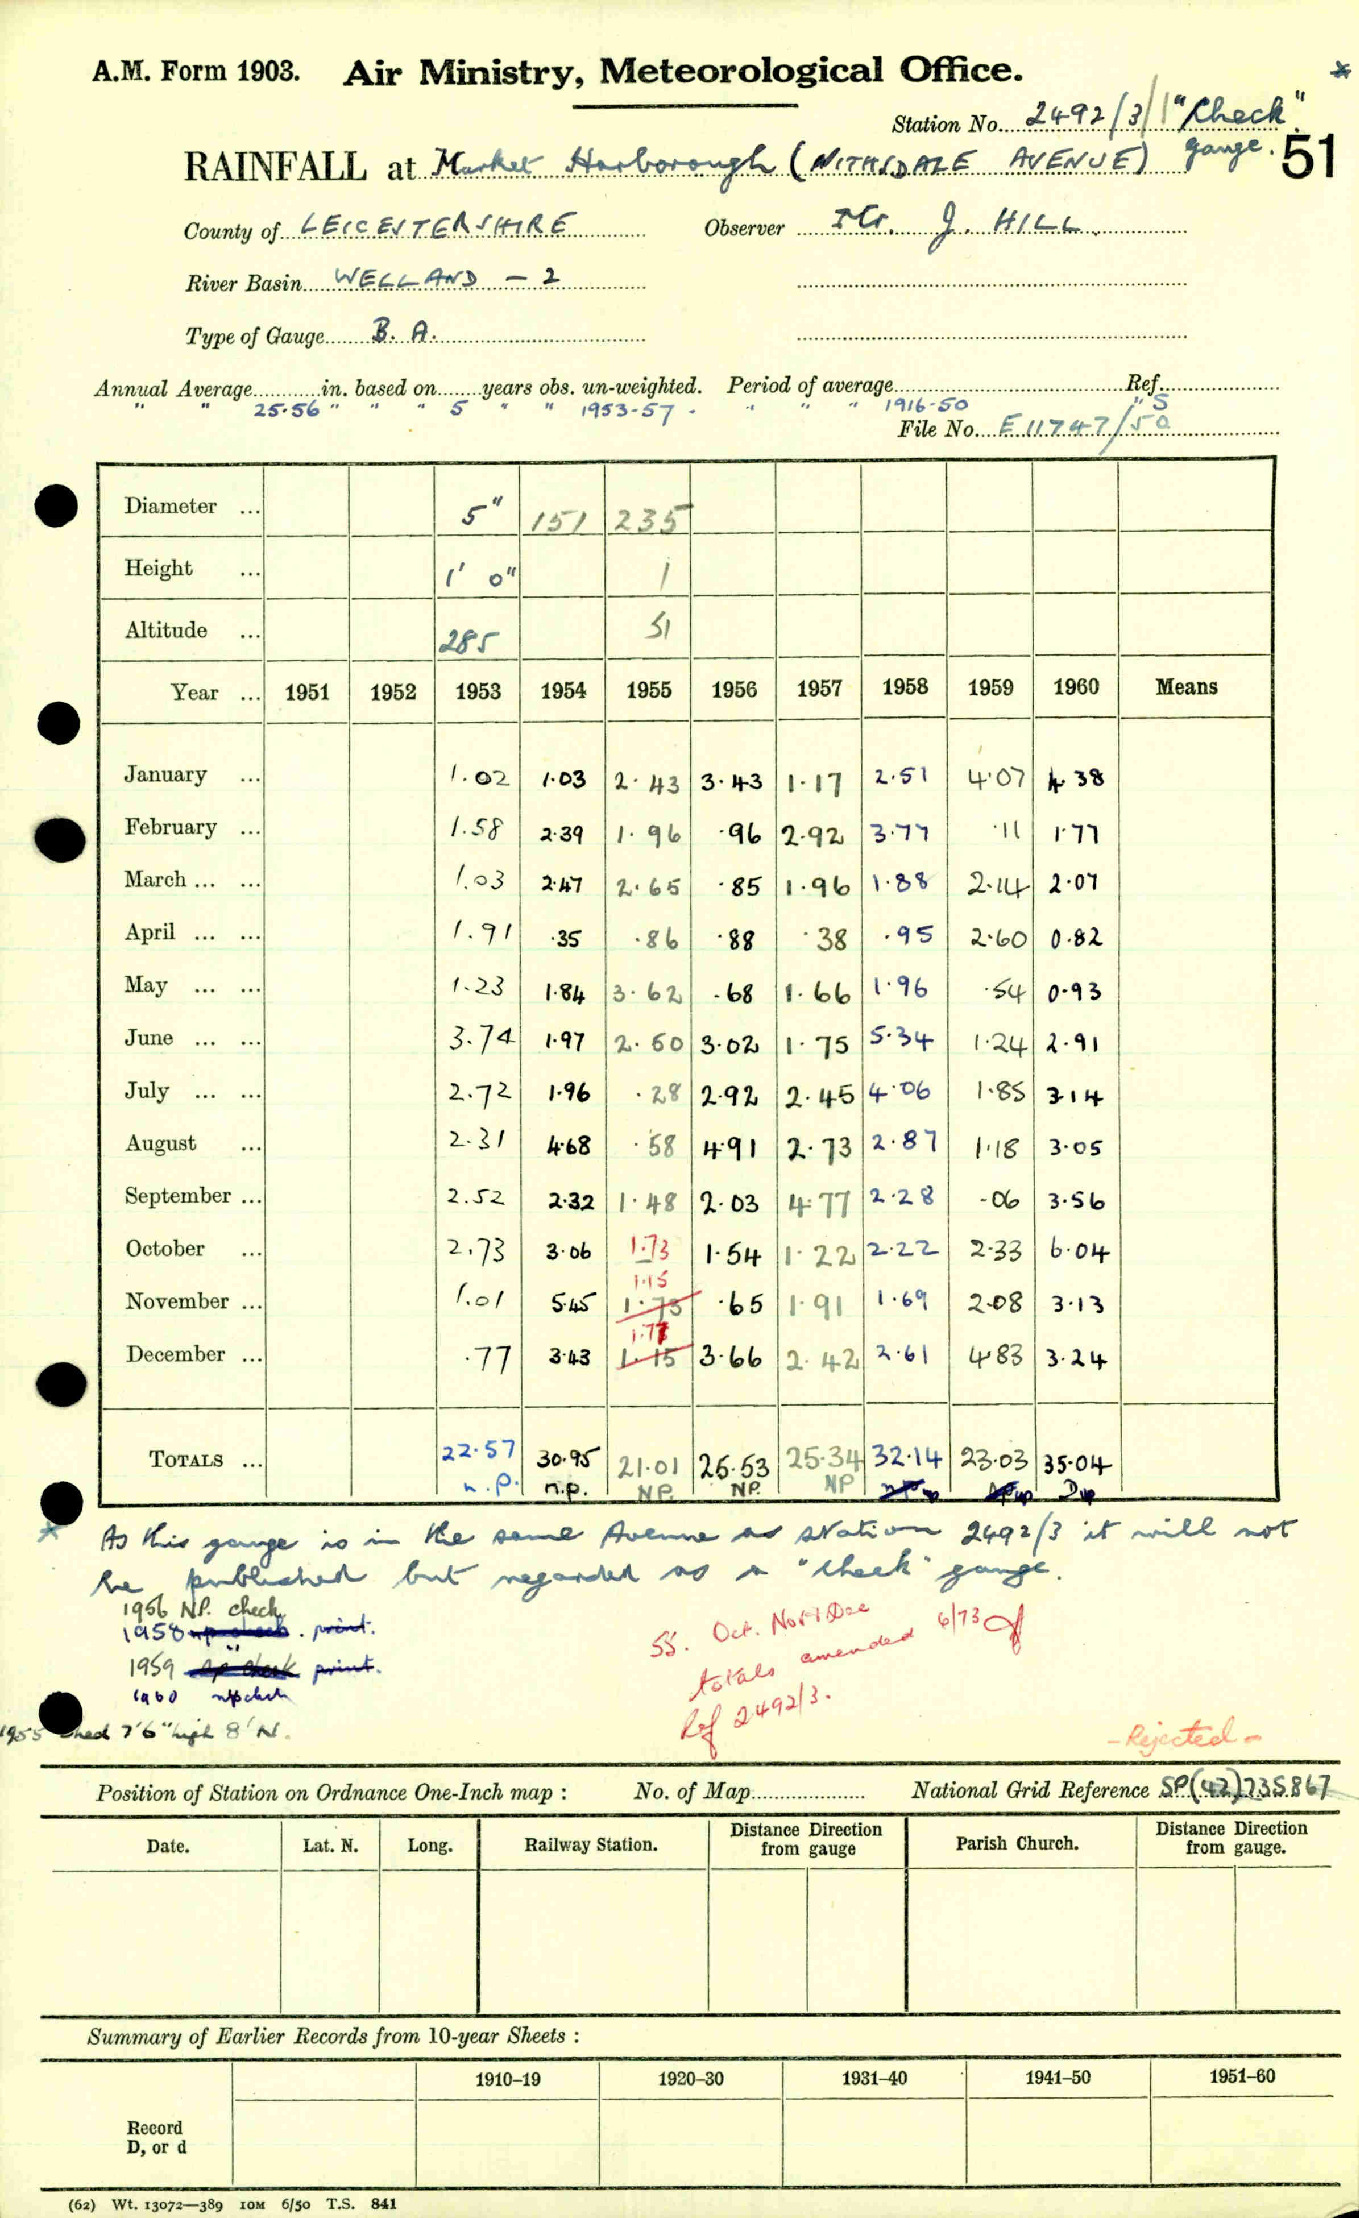 A.M. Form 1903. Air Ministry, Meteorological Office. *
Station No. 2492/3/1 "Check"
RAINFALL at Market Harborough (NITHSDALE AVENUE) gauge. 51
County of LEICESTERSHIRE Observer Mr. J. HILL.
River Basin WELLAND - 2
Type of Gauge B. A.
Annual Average in. based on years obs. un-weighted. Period of average Ref.
" " 25.56 " " " 5 " " 1953-57 . " " " 1916-50 " S
File No. E 11747/50
Diameter ... 5" 151 235
Height ... 1' 0" 1
Altitude ... 285 51
Year ... 1951 1952 1953 1954 1955 1956 1957 1958 1959 1960 Means
January ... 1.02 1.03 2.43 3.43 1.17 2.51 4.07 4.38
February ... 1.58 2.39 1.96 .96 2.92 3.77 .11 1.77
March ... ... 1.03 2.47 2.65 .85 1.96 1.88 2.14 2.07
April ... ... 1.91 .35 .86 .88 .38 .95 2.60 0.82
May ... ... 1.23 1.84 3.62 .68 1.66 1.96 .54 0.93
June ... ... 3.74 1.97 2.50 3.02 1.75 5.34 1.24 2.91
July ... ... 2.72 1.96 .28 2.92 2.45 4.06 1.85 3.14
August ... 2.31 4.68 .58 4.91 2.73 2.87 1.18 3.05
September ... 2.52 2.32 1.48 2.03 4.77 2.28 .06 3.56
October ... 2.73 3.06 1.73 1.54 1.22 2.22 2.33 6.04
1.15
November ... 1.01 5.45 1.73 .65 1.91 1.69 2.08 3.13
1.77
December ... .77 3.43 1.15 3.66 2.42 2.61 4.83 3.24
TOTALS ... 22.57 30.95 21.01 25.53 25.34 32.14 23.03 35.04
n.p. n.p. NP. NP. NP
* As this gauge is in the same Avenue as station 2492/3 it will not
be published but regarded as a "check" gauge.
1956 NP. check
1958 np check . print.
1959 np check print.
1960 np check
1955 shed 7'6" high 8' N.
55. Oct. Nov & Dec
totals amended 6/73
Ref 2492/3.
- Rejected -
Position of Station on Ordnance One-Inch map : No. of Map National Grid Reference SP(42)735867
Date. Lat. N. Long. Railway Station. Distance from Direction gauge Parish Church. Distance from Direction gauge.
Summary of Earlier Records from 10-year Sheets :
1910–19 1920–30 1931–40 1941–50 1951–60
Record
D, or d
(62) Wt. 13072—389 10M 6/50 T.S. 841